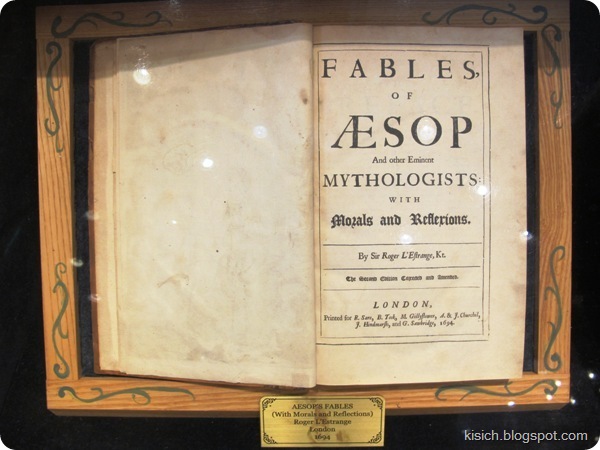 FABLES,
OF
ÆSOP
And other Eminent
MYTHOLOGISTS:
WITH
Morals and Reflexions.
By Sir Roger L'Estrange, Kt.
The Second Edition Corrected and Amended.
LONDON,
Printed for R. Sare, B. Took, M. Gillyflower, A. & J. Churchil,
J. Hindmarsh, and G. Sawbridge, 1694.
AESOP'S FABLES
(With Morals and Reflections)
Roger L'Estrange
London
1694
kisich.blogspot.com